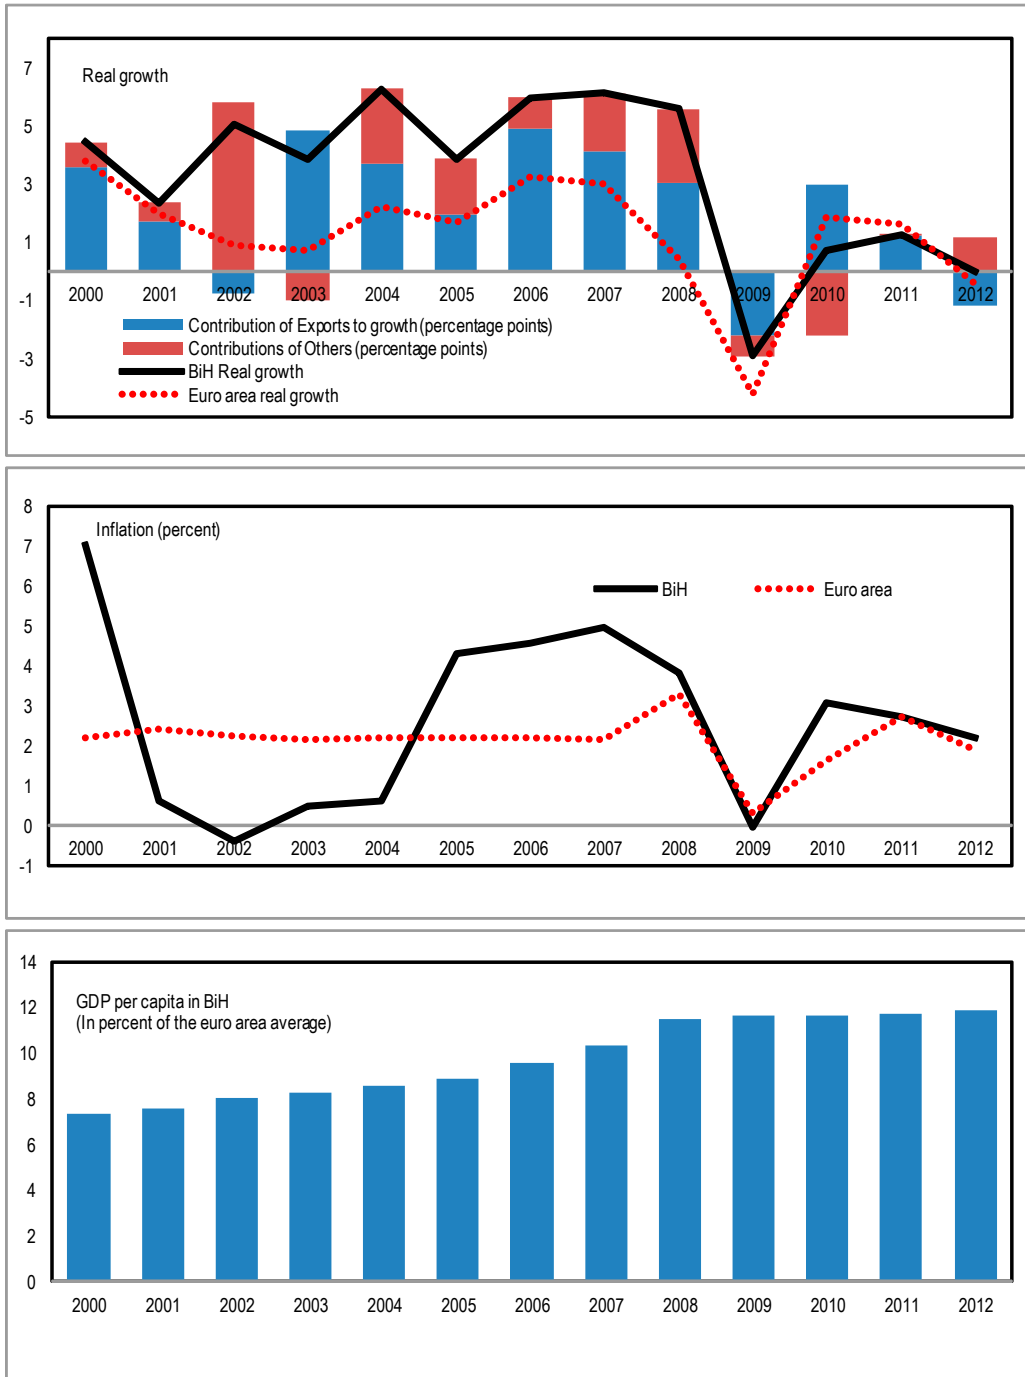 7
Real growth
5
3
1
-1
2000 2001 2002 2003 2004 2005 2006 2007 2008 2009 2010 2011 2012
Contribution of Exports to growth (percentage points)
Contributions of Others (percentage points)
-3
BiH Real growth
Euro area real growth
-5
8
Inflation (percent)
7
6
BiH Euro area
5
4
3
2
1
0
2000 2001 2002 2003 2004 2005 2006 2007 2008 2009 2010 2011 2012
-1
14
GDP per capita in BiH
12
(In percent of the euro area average)
10
8
6
4
2
0
2000 2001 2002 2003 2004 2005 2006 2007 2008 2009 2010 2011 2012